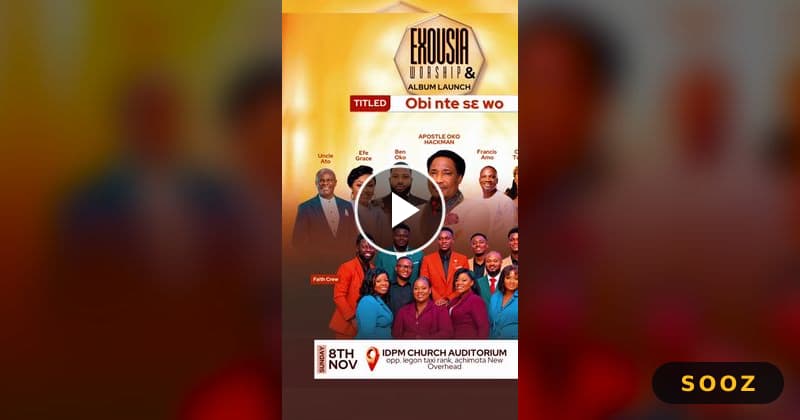 EXOUSIA
WORSHIP &
ALBUM LAUNCH
TITLED Obi nte sɛ wo
APOSTLE OKO
HACKMAN
Uncle
Ato
Efe
Grace
Ben
Oko
Francis
Amo
Faith Crew
SUNDAY
8TH
NOV
IDPM CHURCH AUDITORIUM
opp. legon taxi rank, achimota New
Overhead
SOOZ